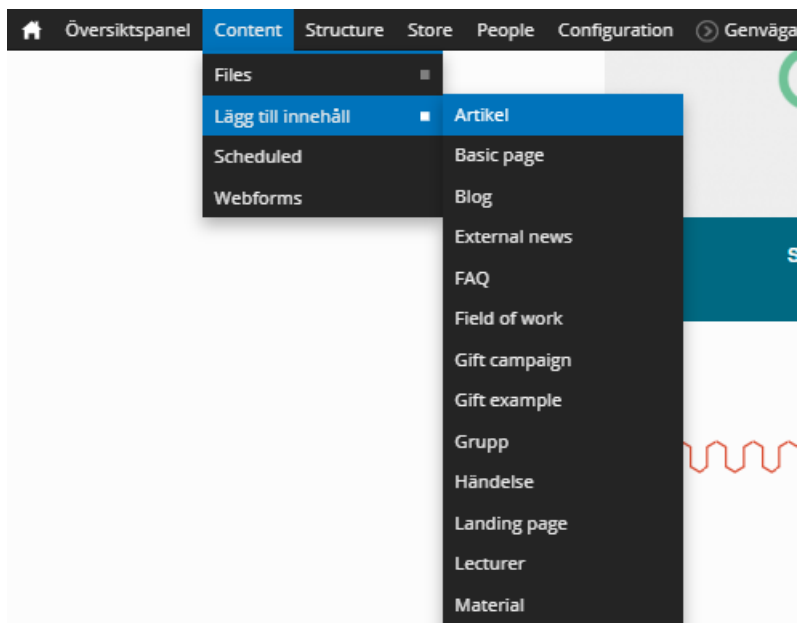 Översiktspanel Content Structure Store People Configuration Genväga
Files
Lägg till innehåll
Scheduled
Webforms
Artikel
Basic page
Blog
External news
FAQ
Field of work
Gift campaign
Gift example
Grupp
Händelse
Landing page
Lecturer
Material
S